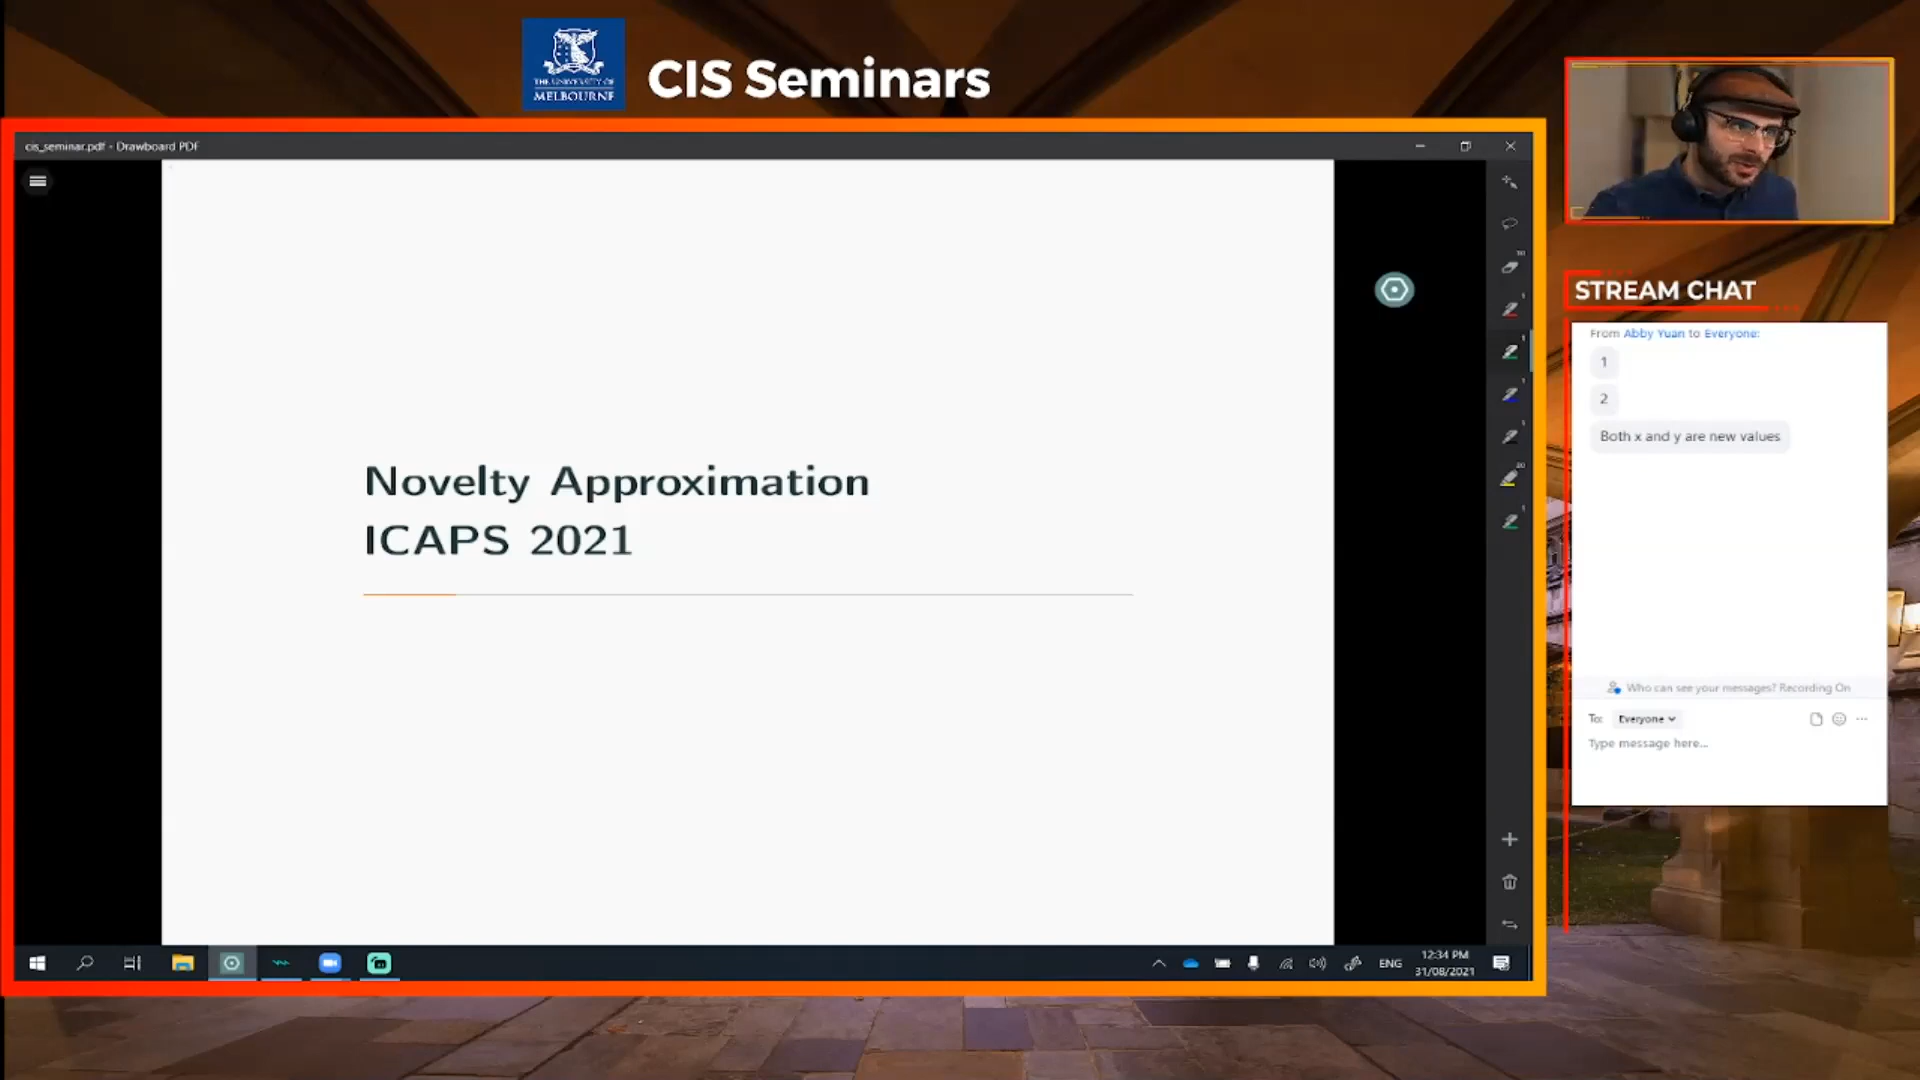 THE UNIVERSITY OF
MELBOURNE
CIS Seminars
cis_seminar.pdf - Drawboard PDF
Novelty Approximation
ICAPS 2021
STREAM CHAT
From Abby Yuan to Everyone:
1
2
Both x and y are new values
Who can see your messages? Recording On
To: Everyone
Type message here...
ENG
12:34 PM
31/08/2021